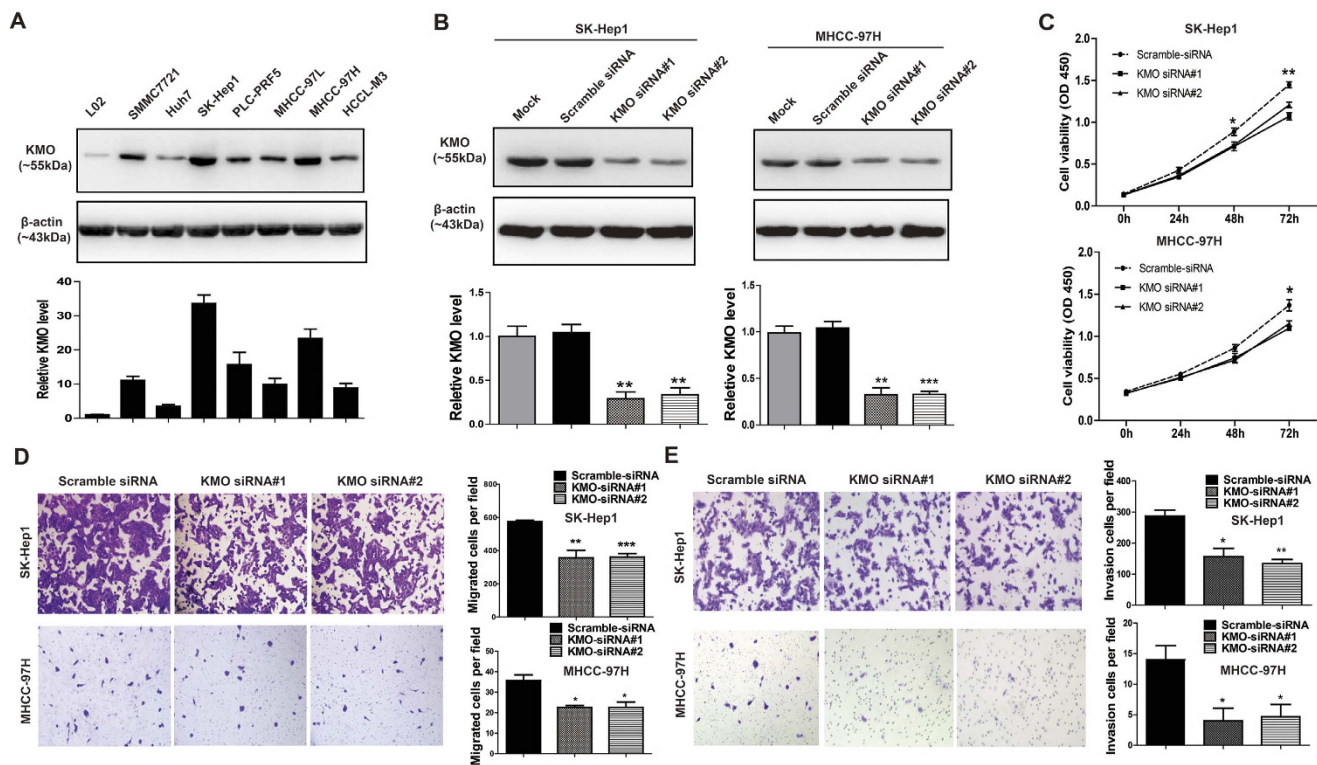 A
L02
SMMC7721
Huh7
SK-Hep1
PLC-PRF5
MHCC-97L
MHCC-97H
HCCL-M3
KMO
(~55kDa)
β-actin
(~43kDa)
Reletive KMO level
40
30
20
10
0
B
SK-Hep1
MHCC-97H
Mock
Scramble siRNA
KMO siRNA#1
KMO siRNA#2
Mock
Scramble siRNA
KMO siRNA#1
KMO siRNA#2
KMO
(~55kDa)
KMO
(~55kDa)
β-actin
(~43kDa)
β-actin
(~43kDa)
Reletive KMO level
1.5
1.0
0.5
0.0
** **
Reletive KMO level
1.5
1.0
0.5
0.0
** ***
C
SK-Hep1
Cell viability (OD 450)
2.0
1.5
1.0
0.5
0.0
Scramble-siRNA
KMO siRNA#1
KMO siRNA#2
* **
0h 24h 48h 72h
MHCC-97H
Cell viability (OD 450)
2.0
1.5
1.0
0.5
0.0
Scramble-siRNA
KMO siRNA#1
KMO siRNA#2
*
0h 24h 48h 72h
D
Scramble siRNA KMO siRNA#1 KMO siRNA#2
SK-Hep1
MHCC-97H
Scramble-siRNA
KMO-siRNA#1
KMO-siRNA#2
SK-Hep1
Migrated cells per field
800
600
400
200
0
** ***
Scramble-siRNA
KMO-siRNA#1
KMO-siRNA#2
MHCC-97H
Migrated cells per field
60
40
20
0
* *
E
Scramble siRNA KMO siRNA#1 KMO siRNA#2
SK-Hep1
MHCC-97H
Scramble-siRNA
KMO-siRNA#1
KMO-siRNA#2
SK-Hep1
Invasion cells per field
400
300
200
100
0
* **
Scramble-siRNA
KMO-siRNA#1
KMO-siRNA#2
MHCC-97H
Invasion cells per field
20
15
10
5
0
* *